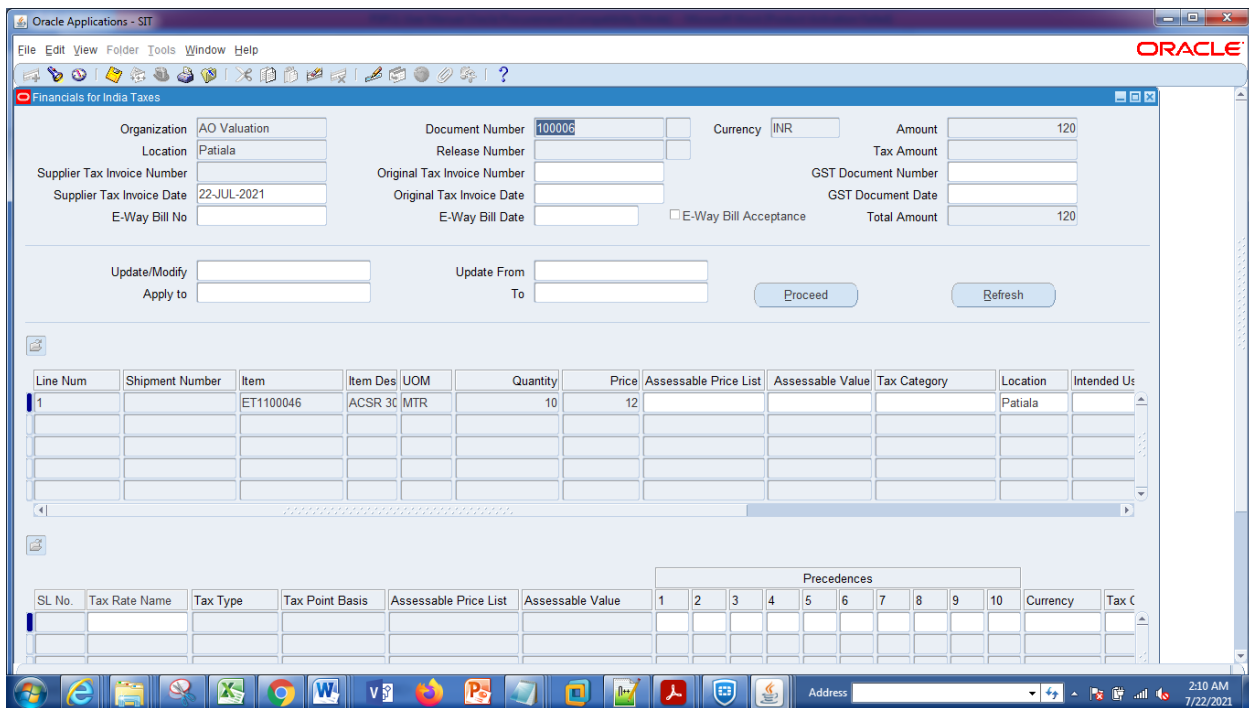 Oracle Applications - SIT
File Edit View Folder Tools Window Help
ORACLE
Financials for India Taxes
Organization AO Valuation Document Number 100006 Currency INR Amount 120
Location Patiala Release Number Tax Amount
Supplier Tax Invoice Number Original Tax Invoice Number GST Document Number
Supplier Tax Invoice Date 22-JUL-2021 Original Tax Invoice Date GST Document Date
E-Way Bill No E-Way Bill Date E-Way Bill Acceptance Total Amount 120
Update/Modify Update From
Apply to To Proceed Refresh
Line Num Shipment Number Item Item Des UOM Quantity Price Assessable Price List Assessable Value Tax Category Location Intended Us
1 ET1100046 ACSR 30 MTR 10 12 Patiala
Precedences
SL No. Tax Rate Name Tax Type Tax Point Basis Assessable Price List Assessable Value 1 2 3 4 5 6 7 8 9 10 Currency Tax
Address
2:10 AM
7/22/2021